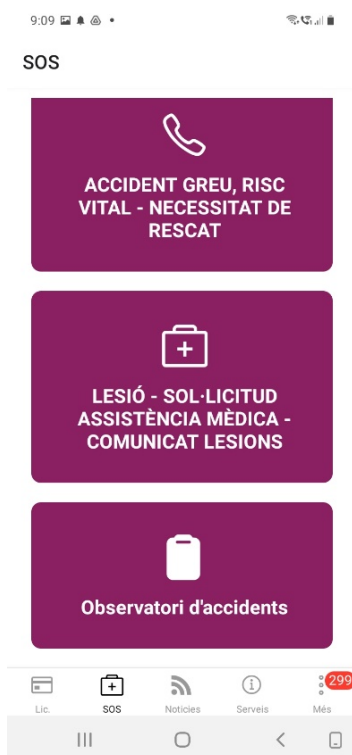 9:09
SOS
ACCIDENT GREU, RISC
VITAL - NECESSITAT DE
RESCAT
LESIÓ - SOL·LICITUD
ASSISTÈNCIA MÈDICA -
COMUNICAT LESIONS
Observatori d'accidents
299
Lic. SOS Noticies Serveis Més